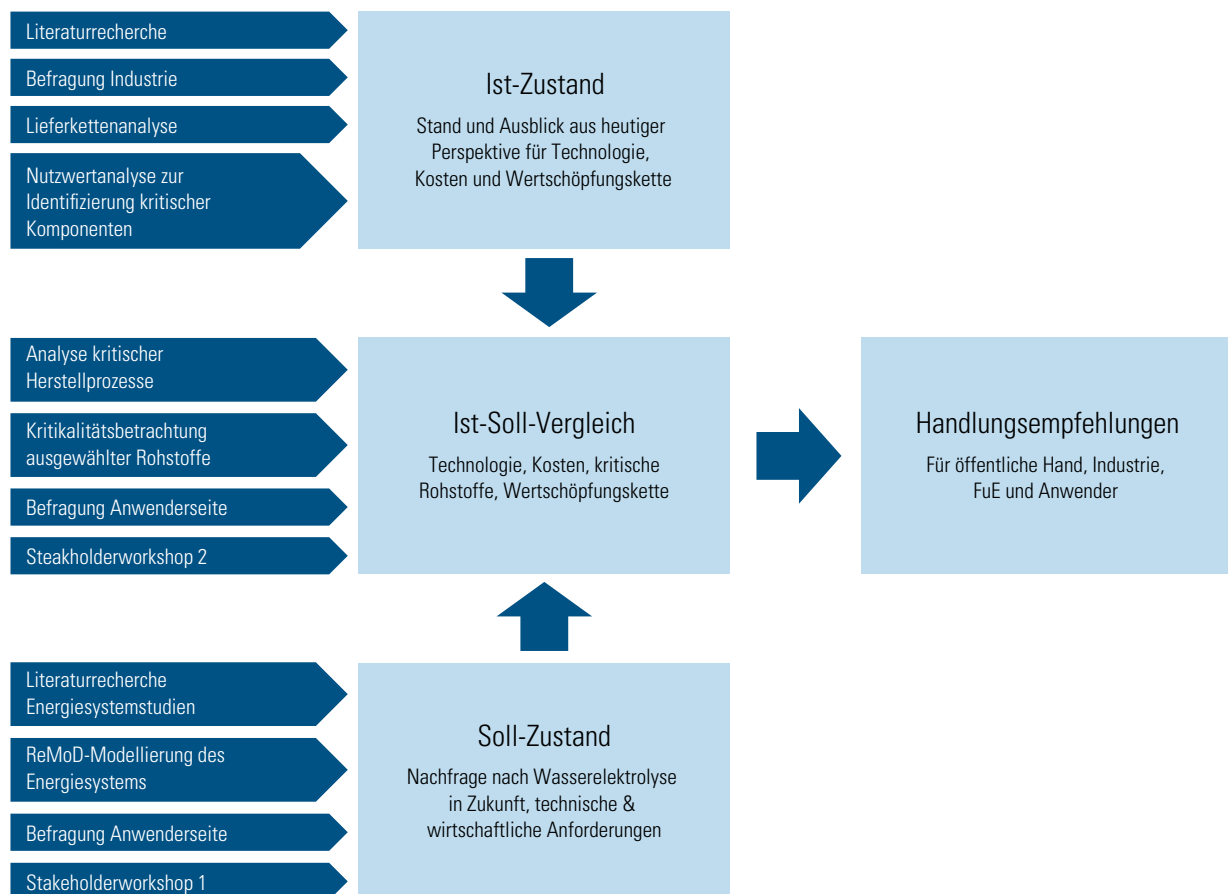 Literaturrecherche
Befragung Industrie
Lieferkettenanalyse
Nutzwertanalyse zur
Identifizierung kritischer
Komponenten
Ist-Zustand
Stand und Ausblick aus heutiger
Perspektive für Technologie,
Kosten und Wertschöpfungskette
Analyse kritischer
Herstellprozesse
Kritikalitätsbetrachtung
ausgewählter Rohstoffe
Befragung Anwenderseite
Steakholderworkshop 2
Ist-Soll-Vergleich
Technologie, Kosten, kritische
Rohstoffe, Wertschöpfungskette
Handlungsempfehlungen
Für öffentliche Hand, Industrie,
FuE und Anwender
Literaturrecherche
Energiesystemstudien
ReMoD-Modellierung des
Energiesystems
Befragung Anwenderseite
Stakeholderworkshop 1
Soll-Zustand
Nachfrage nach Wasserelektrolyse
in Zukunft, technische &
wirtschaftliche Anforderungen